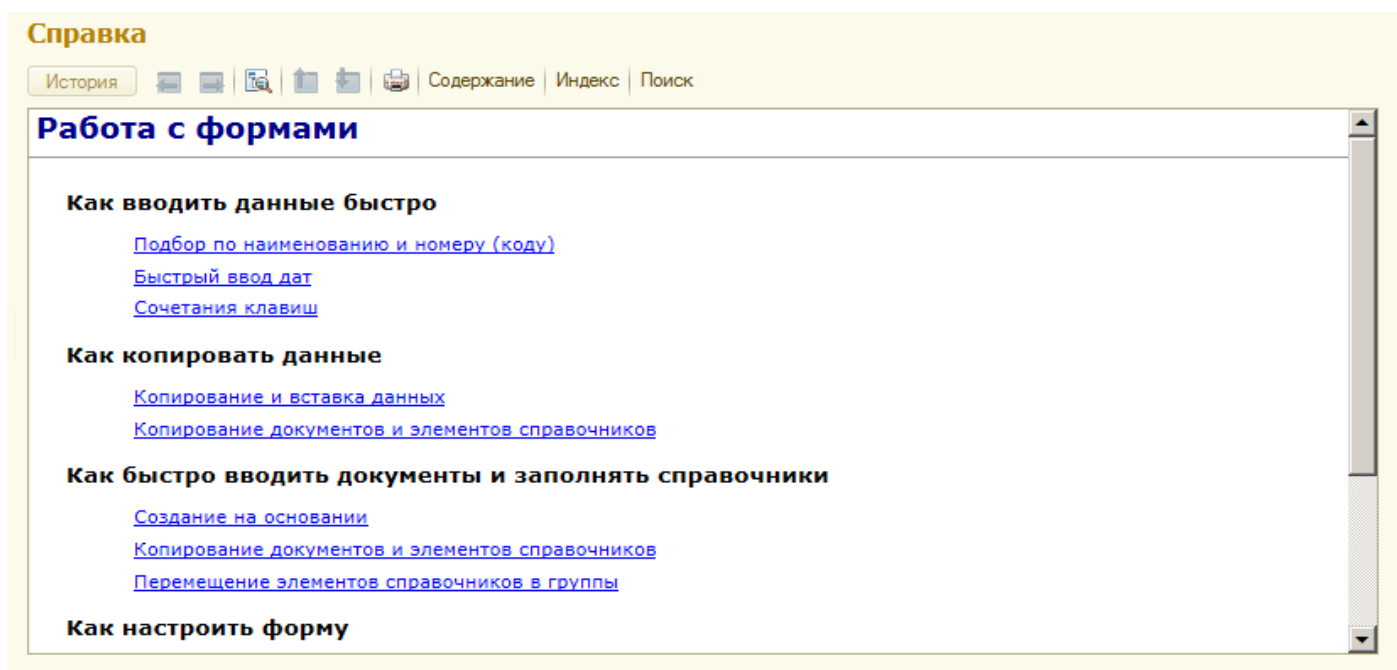 Справка
История Содержание Индекс Поиск
Работа с формами
Как вводить данные быстро
Подбор по наименованию и номеру (коду)
Быстрый ввод дат
Сочетания клавиш
Как копировать данные
Копирование и вставка данных
Копирование документов и элементов справочников
Как быстро вводить документы и заполнять справочники
Создание на основании
Копирование документов и элементов справочников
Перемещение элементов справочников в группы
Как настроить форму